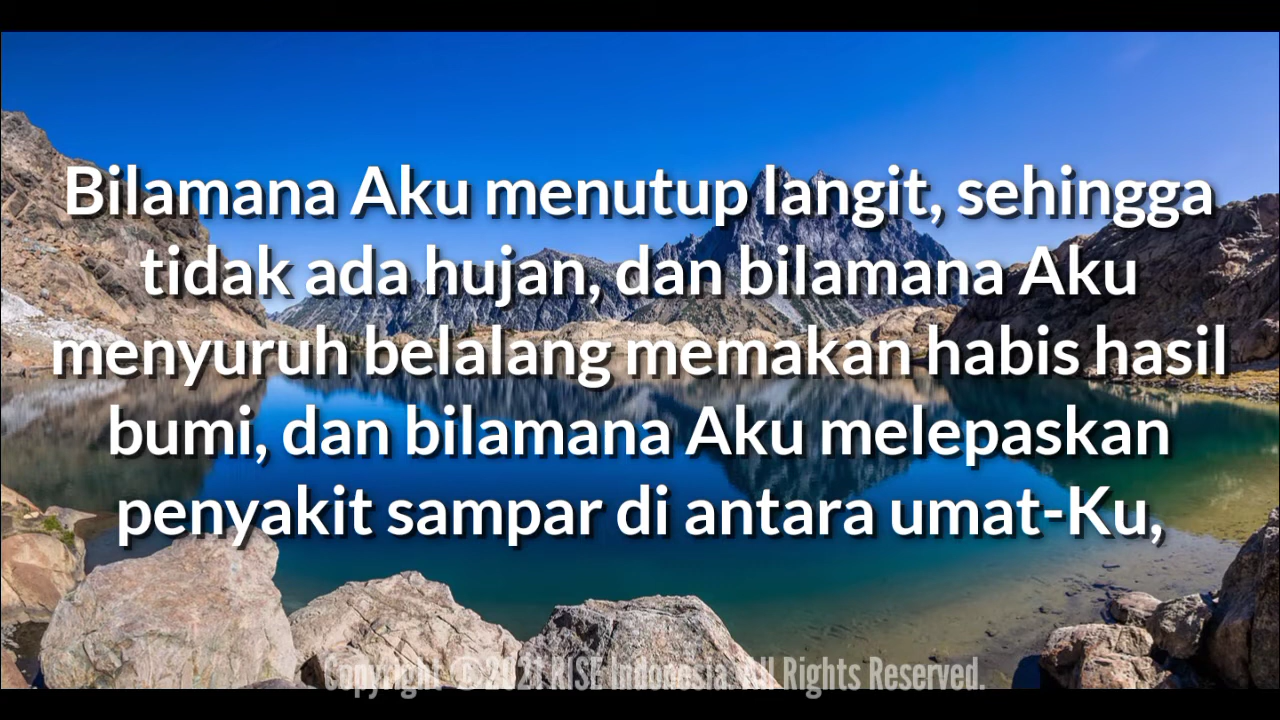 Bilamana Aku menutup langit, sehingga
tidak ada hujan, dan bilamana Aku
menyuruh belalang memakan habis hasil
bumi, dan bilamana Aku melepaskan
penyakit sampar di antara umat-Ku,
Copyright © 2021 RISE Indonesia. All Rights Reserved.